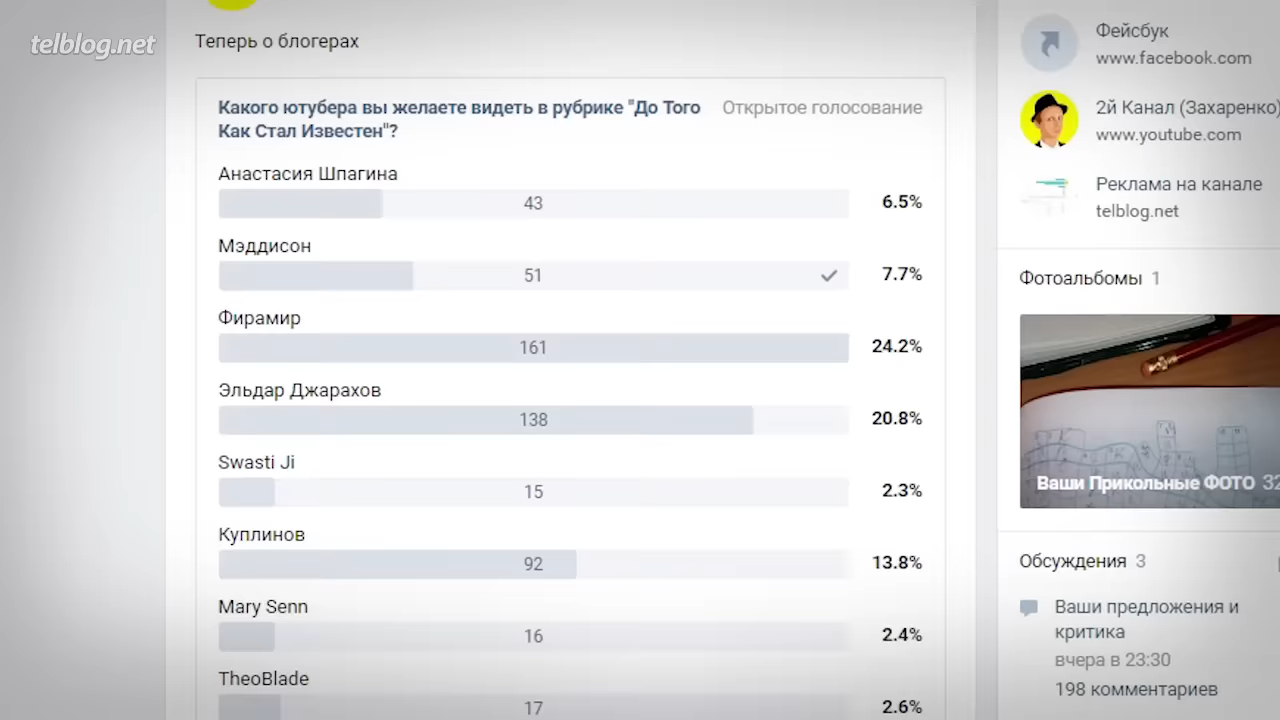 telblog.net
Теперь о блогерах
Какого ютубера вы желаете видеть в рубрике "До Того
Как Стал Известен"?
Открытое голосование
Анастасия Шпагина
43
6.5%
Мэддисон
51
7.7%
Фирамир
161
24.2%
Эльдар Джарахов
138
20.8%
Swasti Ji
15
2.3%
Куплинов
92
13.8%
Mary Senn
16
2.4%
TheoBlade
17
2.6%
Фейсбук
www.facebook.com
2й Канал (Захаренко)
www.youtube.com
Реклама на канале
telblog.net
Фотоальбомы 1
Ваши Прикольные ФОТО 32
Обсуждения 3
Ваши предложения и
критика
вчера в 23:30
198 комментариев